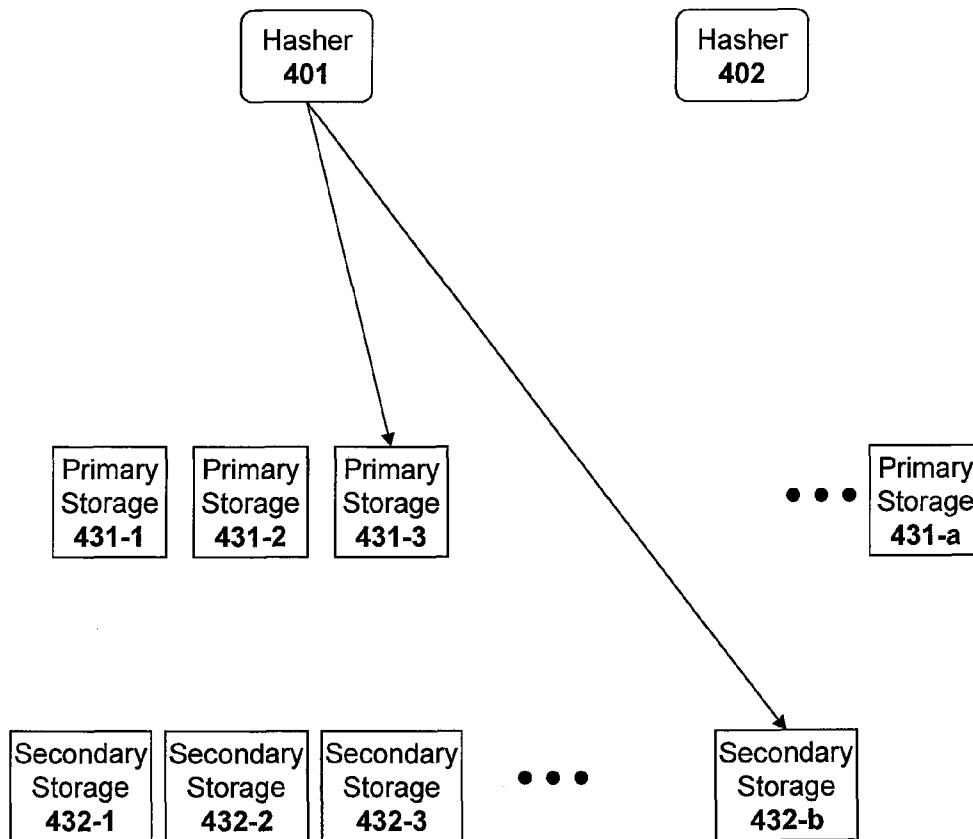 Hasher
401
Hasher
402
Primary
Storage
431-1
Primary
Storage
431-2
Primary
Storage
431-3
Primary
Storage
431-a
Secondary
Storage
432-1
Secondary
Storage
432-2
Secondary
Storage
432-3
Secondary
Storage
432-b